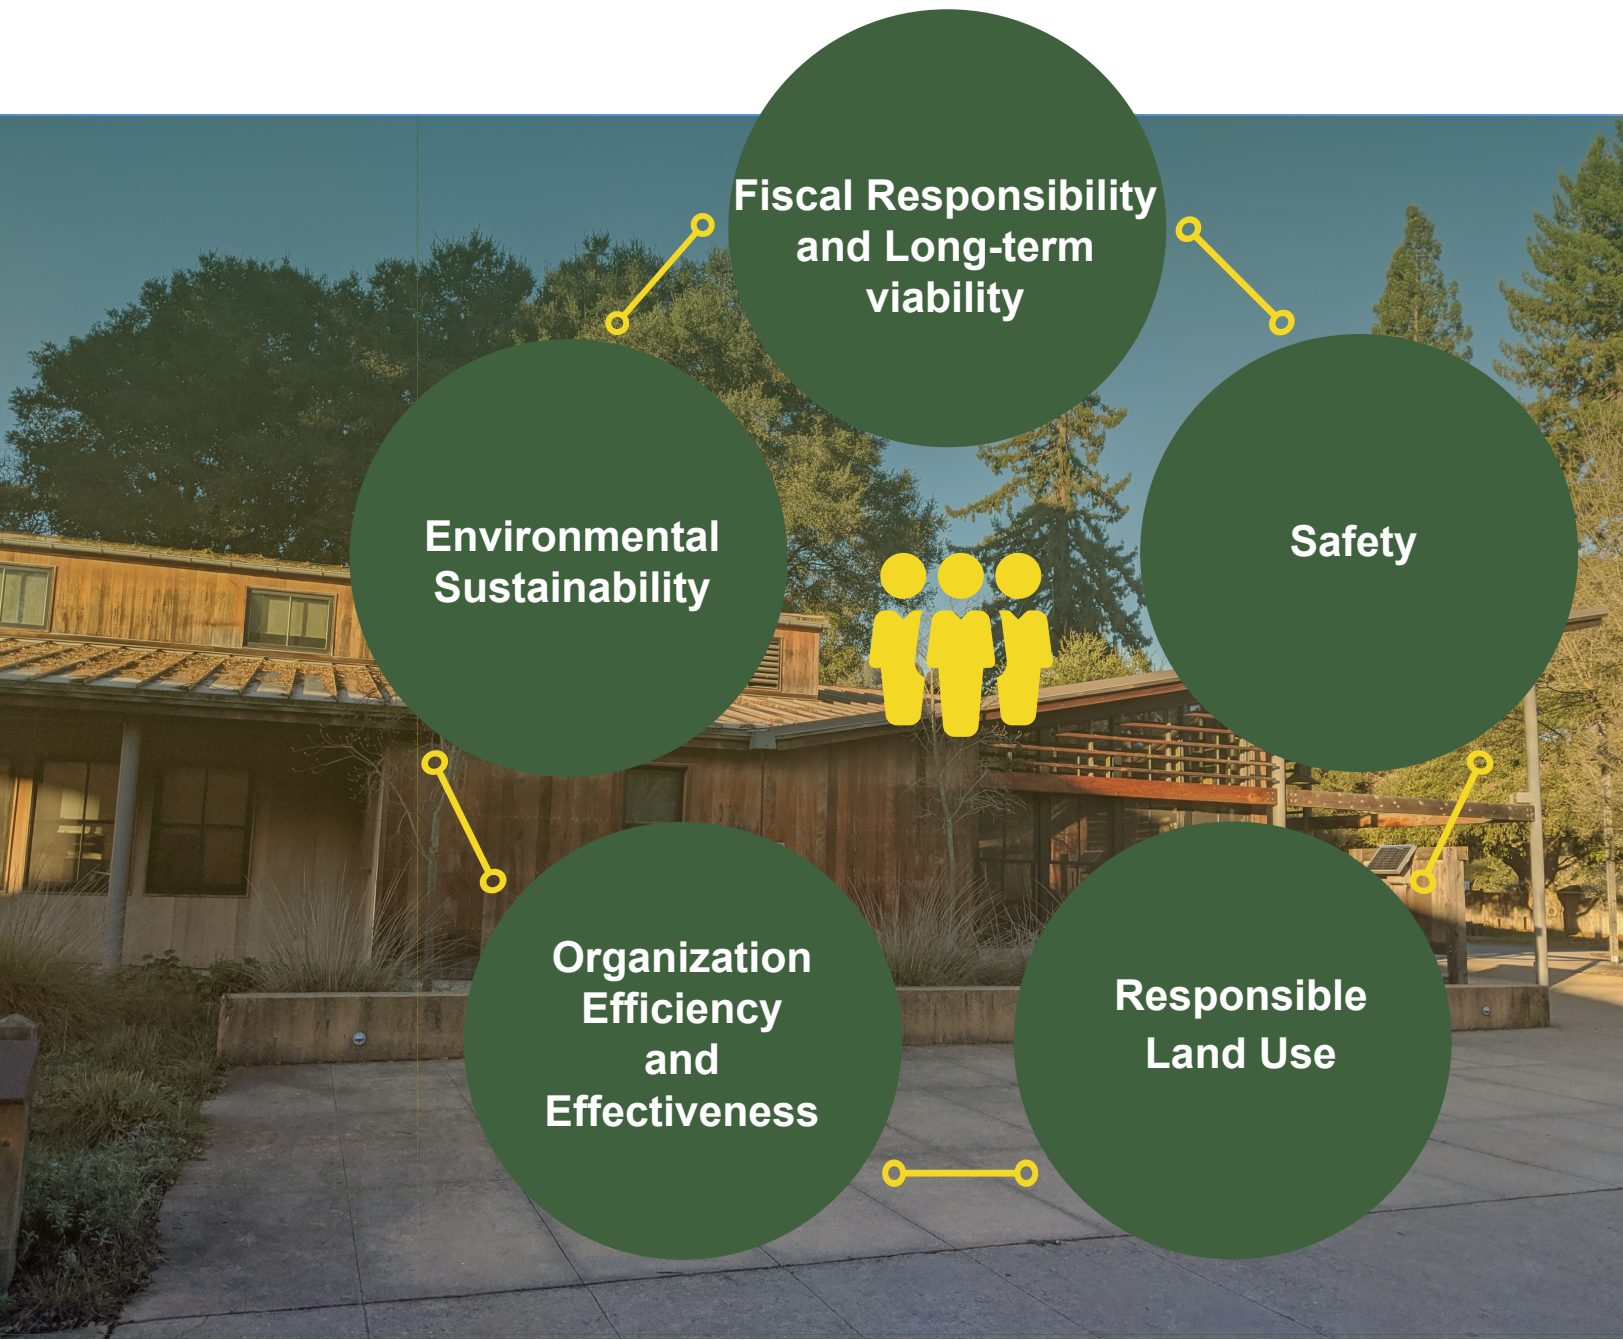 Fiscal Responsibility
and Long-term
viability
Environmental
Sustainability
Safety
Organization
Efficiency
and
Effectiveness
Responsible
Land Use